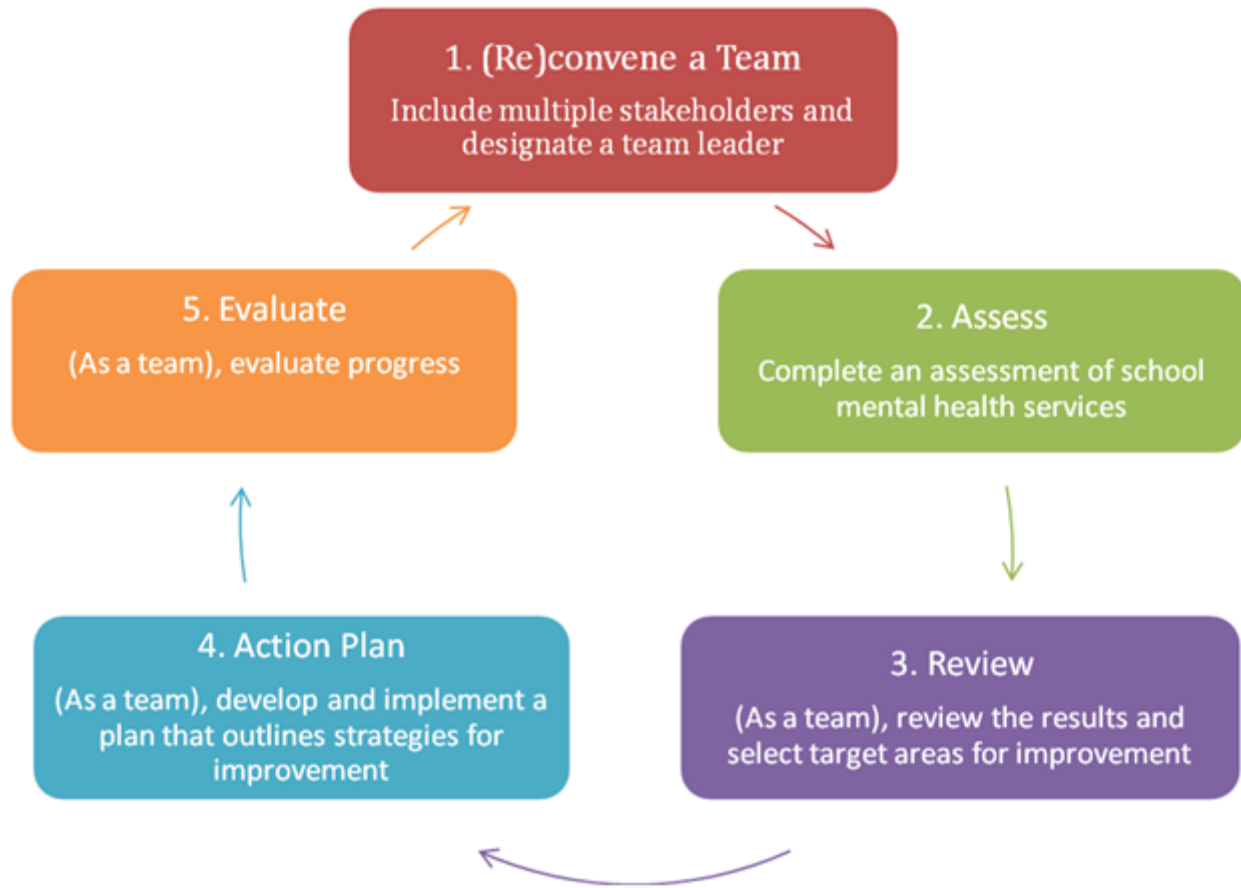 1. (Re)convene a Team
Include multiple stakeholders and
designate a team leader
2. Assess
Complete an assessment of school
mental health services
3. Review
(As a team), review the results and
select target areas for improvement
4. Action Plan
(As a team), develop and implement a
plan that outlines strategies for
improvement
5. Evaluate
(As a team), evaluate progress